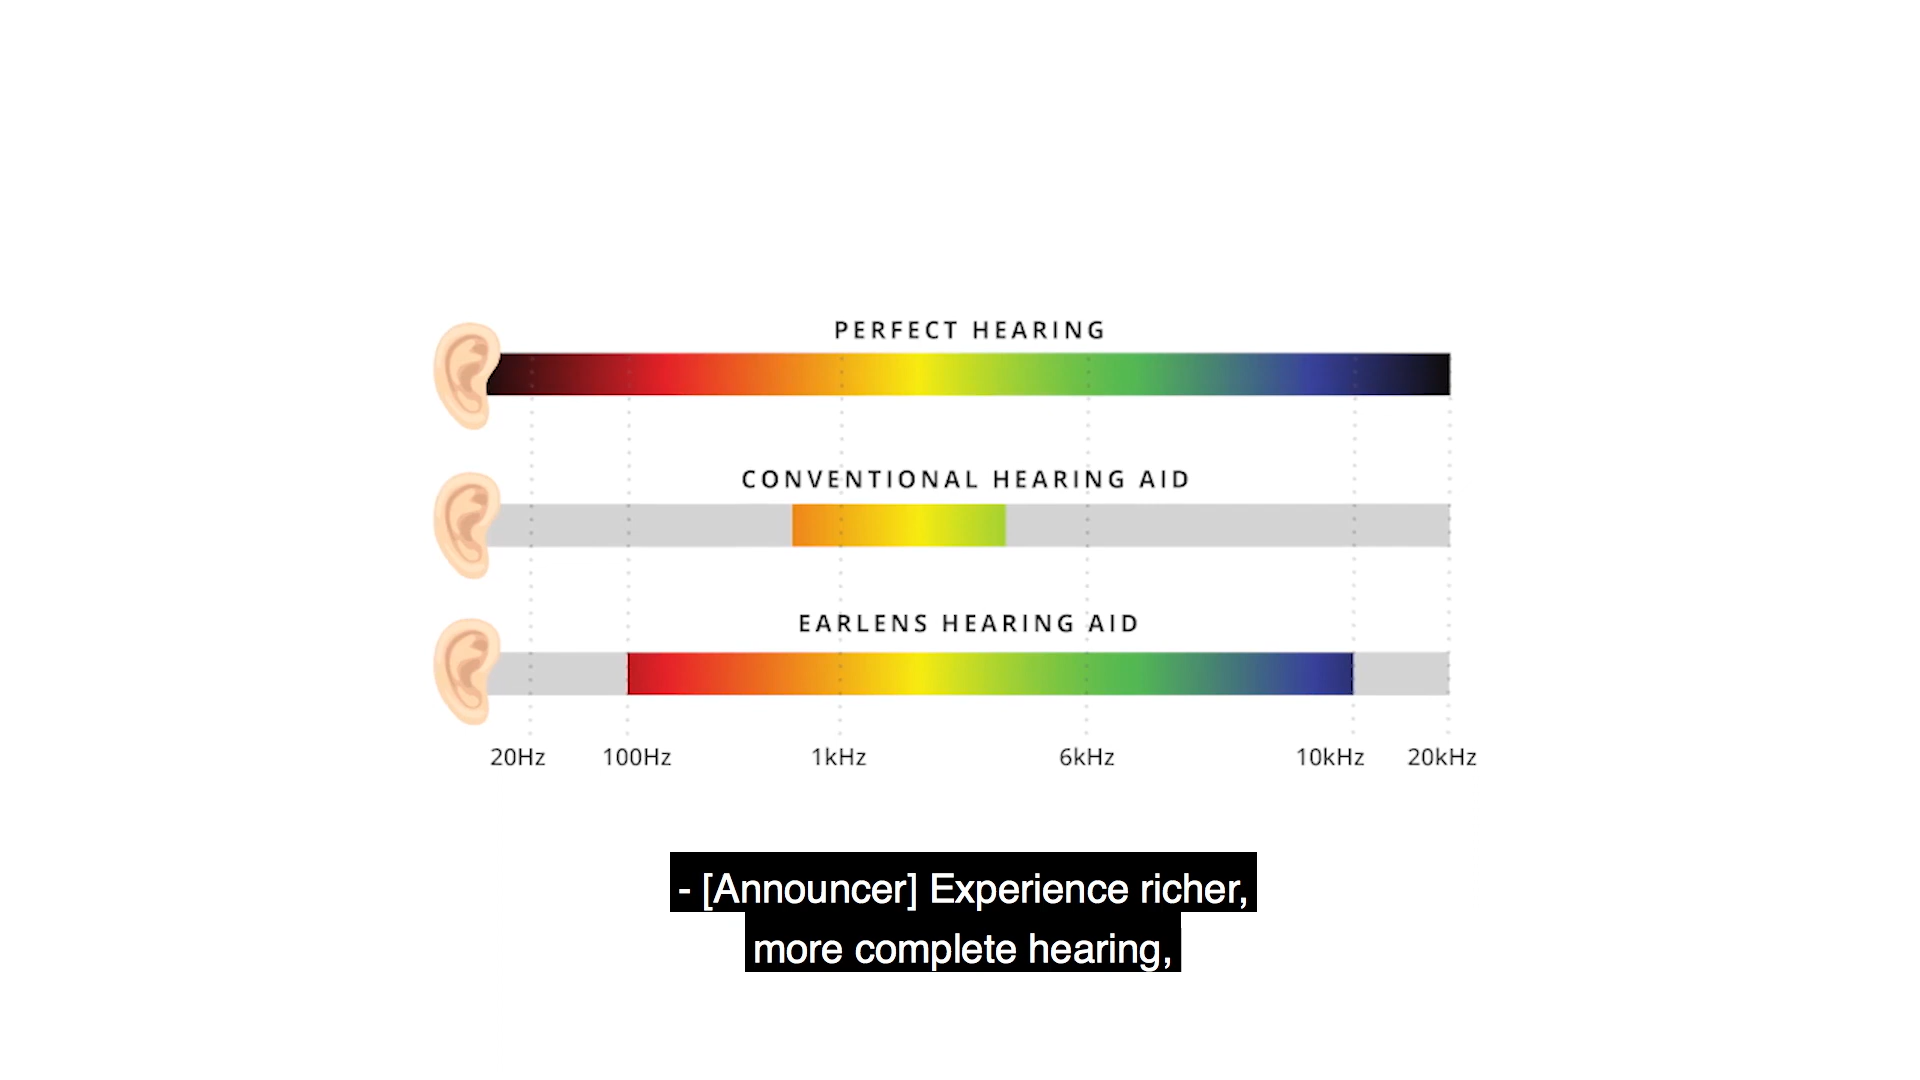 PERFECT HEARING
CONVENTIONAL HEARING AID
EARLENS HEARING AID
20Hz 100Hz 1kHz 6kHz 10kHz 20kHz
- [Announcer] Experience richer,
more complete hearing,